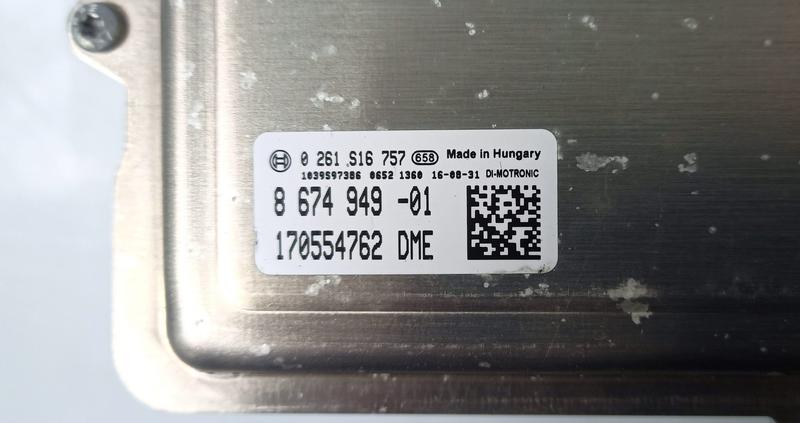 0 261 S16 757 658 Made in Hungary
1039S97386 0652 1360 16-08-31 DI-MOTRONIC
8 674 949 -01
170554762 DME